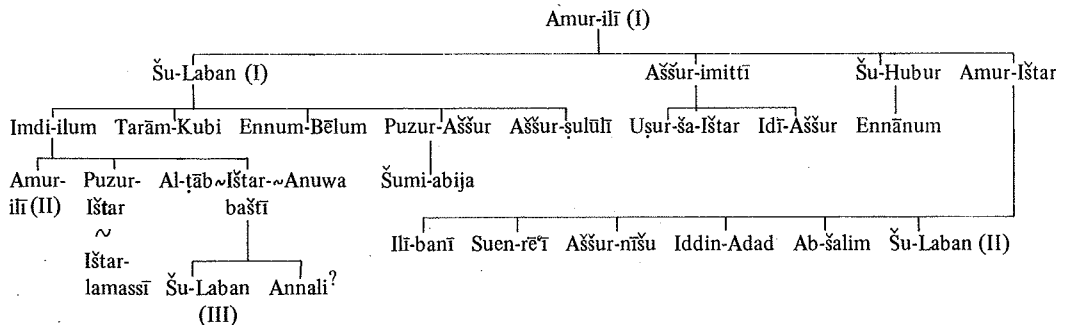 Amur-ilī (I)
Šu-Laban (I) Aššur-imittī Šu-Hubur Amur-Ištar
Imdi-ilum Tarām-Kubi Ennum-Bēlum Puzur-Aššur Aššur-ṣulūlī Uṣur-ša-Ištar Idī-Aššur Ennānum
Amur- Puzur- Al-ṭāb~Ištar-~Anuwa Šumi-abija
ilī (II) Ištar baštī
~ Ilī-banī Suen-rēʾī Aššur-nīšu Iddin-Adad Ab-šalim Šu-Laban (II)
Ištar-
lamassī Šu-Laban Annali?
(III)